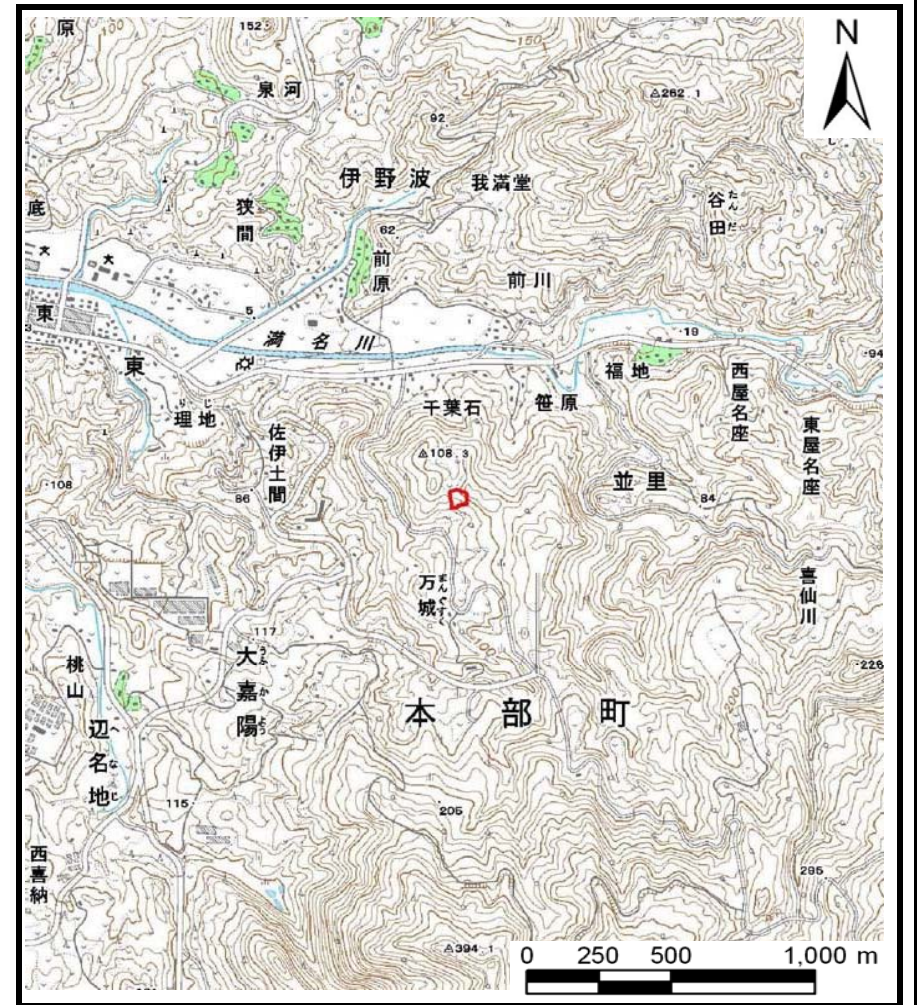 原
100
152
150
N
泉河
262.1
92
伊野波
我満堂
谷田
たんだ
底
狭間
62
前原
前川
東
3
5
満名川
19
94
東
理地
りじ
佐伊土間
千葉石
笹原
福地
西屋名座
東屋名座
108.3
並里
108
86
84
万城
まんぐすく
喜仙川
117
100
226
桃山
大嘉陽
うふかよう
本部町
辺名地
へなじ
115
205
西喜納
295
394.1
0 250 500 1,000 m